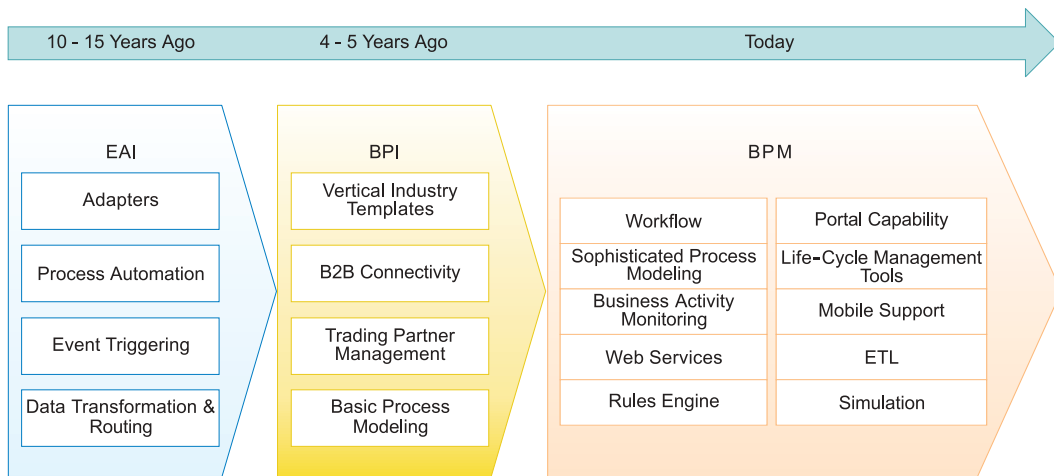 10 - 15 Years Ago
4 - 5 Years Ago
Today
EAI
Adapters
Process Automation
Event Triggering
Data Transformation &
Routing
BPI
Vertical Industry
Templates
B2B Connectivity
Trading Partner
Management
Basic Process
Modeling
BPM
Workflow
Sophisticated Process
Modeling
Business Activity
Monitoring
Web Services
Rules Engine
Portal Capability
Life-Cycle Management
Tools
Mobile Support
ETL
Simulation